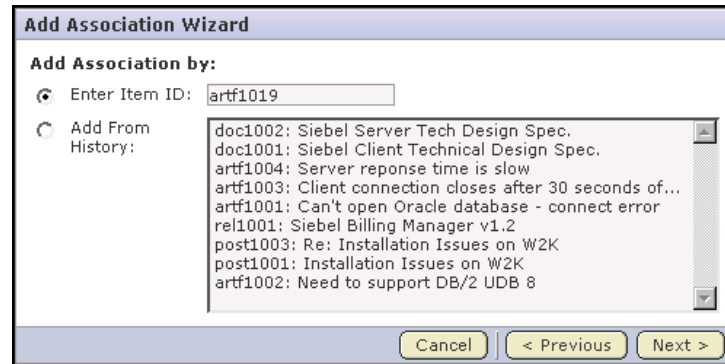 Add Association Wizard
Add Association by:
Enter Item ID: artf1019
Add From
History:
doc1002: Siebel Server Tech Design Spec.
doc1001: Siebel Client Technical Design Spec.
artf1004: Server reponse time is slow
artf1003: Client connection closes after 30 seconds of...
artf1001: Can't open Oracle database - connect error
rel1001: Siebel Billing Manager v1.2
post1003: Re: Installation Issues on W2K
post1001: Installation Issues on W2K
artf1002: Need to support DB/2 UDB 8
Cancel < Previous Next >